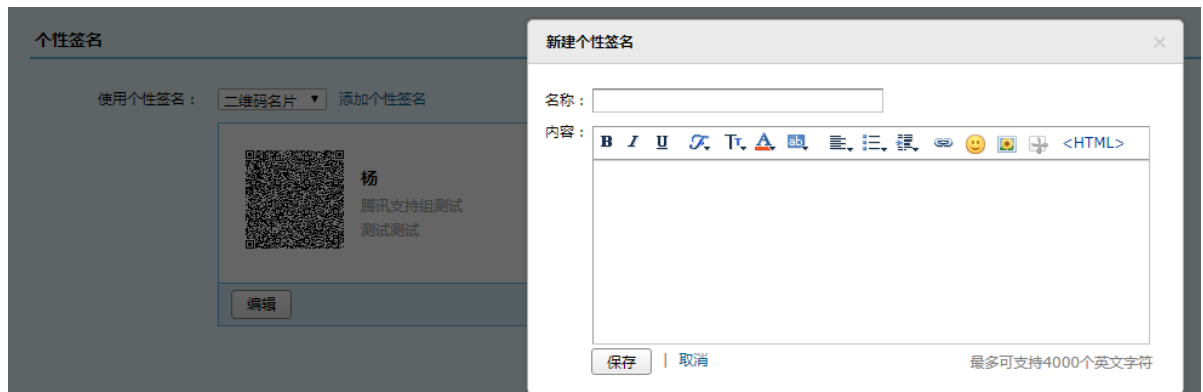 个性签名
使用个性签名： 二维码名片 ▼ 添加个性签名
杨
腾讯支持组测试
测试测试
编辑
新建个性签名 ×
名称：
内容：
B I U <HTML>
保存 | 取消 最多可支持4000个英文字符